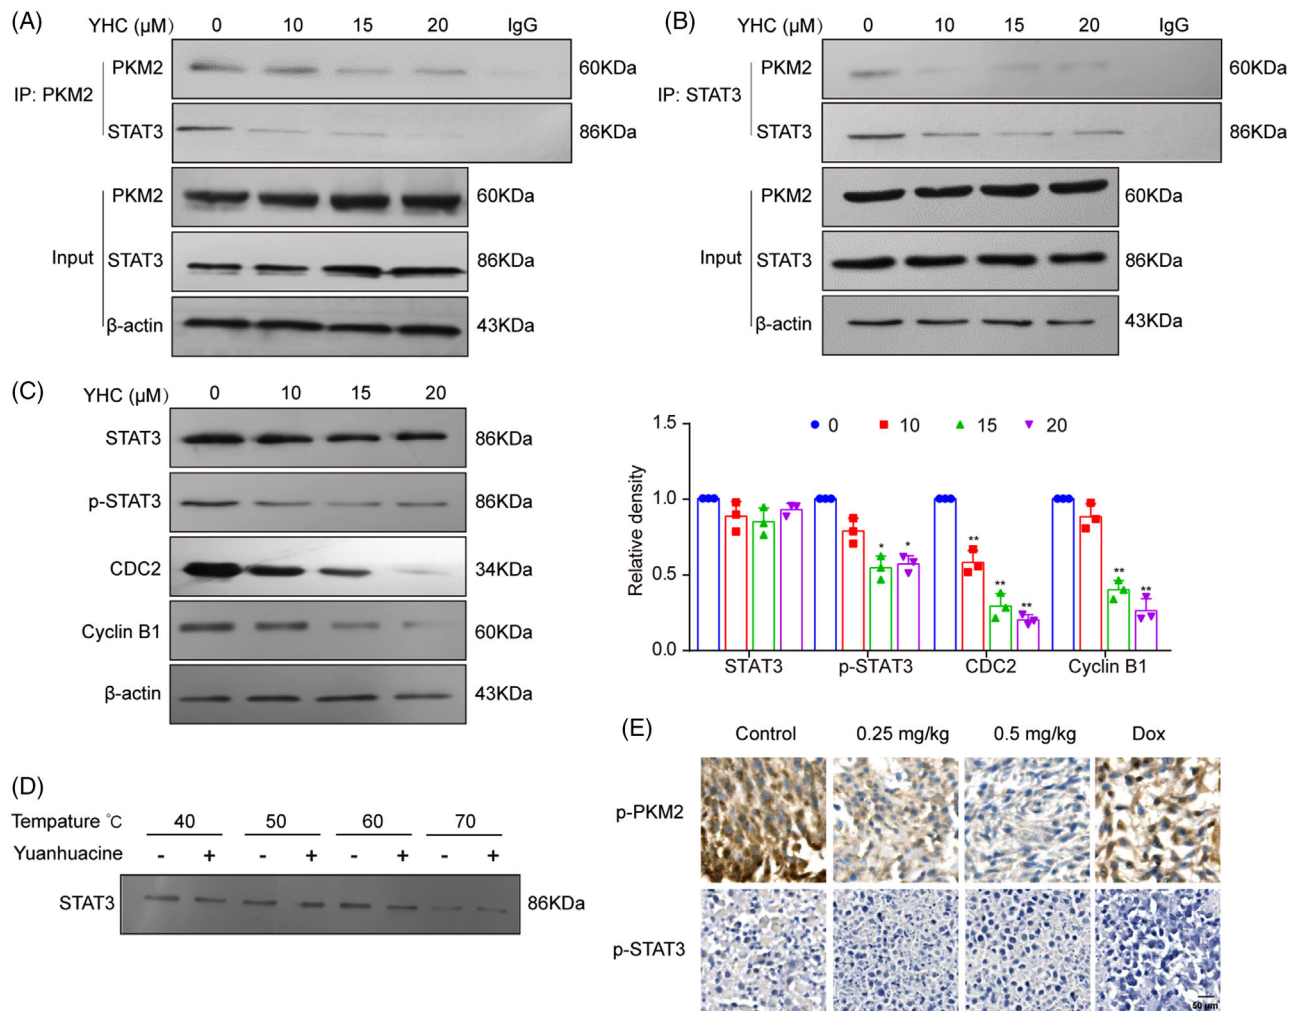 (A) YHC (μM) 0 10 15 20 IgG
IP: PKM2
PKM2 60KDa
STAT3 86KDa
Input
PKM2 60KDa
STAT3 86KDa
β-actin 43KDa
(B) YHC (μM) 0 10 15 20 IgG
IP: STAT3
PKM2 60KDa
STAT3 86KDa
Input
PKM2 60KDa
STAT3 86KDa
β-actin 43KDa
(C) YHC (μM) 0 10 15 20
STAT3 86KDa
p-STAT3 86KDa
CDC2 34KDa
Cyclin B1 60KDa
β-actin 43KDa
0 10 15 20
Relative density
1.5
1.0
0.5
0.0
* *
** ** **
** **
STAT3 p-STAT3 CDC2 Cyclin B1
(D)
Tempature °C 40 50 60 70
Yuanhuacine - + - + - + - +
STAT3 86KDa
(E)
Control 0.25 mg/kg 0.5 mg/kg Dox
p-PKM2
p-STAT3
50 μm